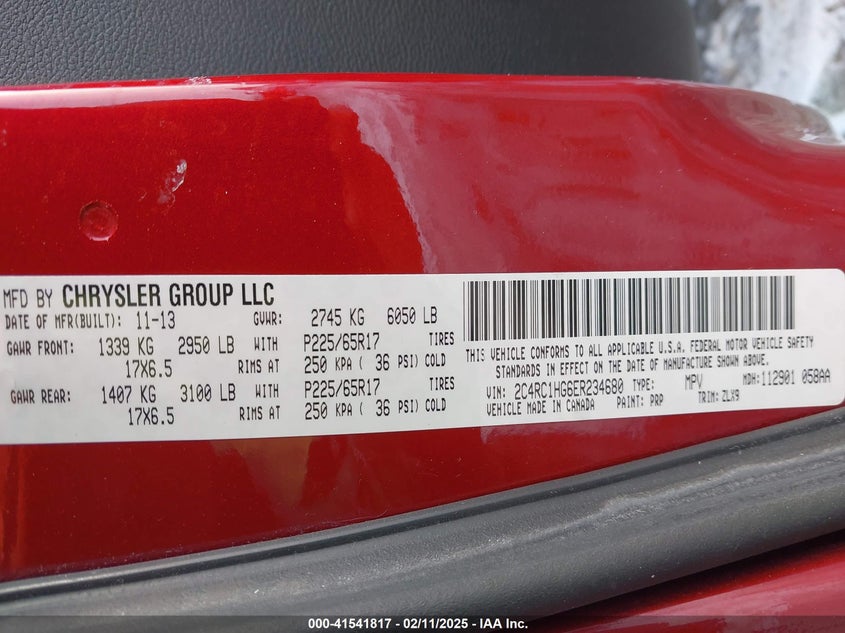 MFD BY CHRYSLER GROUP LLC
DATE OF MFR(BUILT): 11-13 GVWR: 2745 KG 6050 LB
GAWR FRONT: 1339 KG 2950 LB WITH P225/65R17 TIRES
17X6.5 RIMS AT 250 KPA ( 36 PSI) COLD
GAWR REAR: 1407 KG 3100 LB WITH P225/65R17 TIRES
17X6.5 RIMS AT 250 KPA ( 36 PSI) COLD
THIS VEHICLE CONFORMS TO ALL APPLICABLE U.S.A. FEDERAL MOTOR VEHICLE SAFETY
STANDARDS IN EFFECT ON THE DATE OF MANUFACTURE SHOWN ABOVE.
VIN: 2C4RC1HG6ER234680 TYPE: MPV MDH: 112901 058AA
VEHICLE MADE IN CANADA PAINT: PRP TRIM: ZLX9
000-41541817 / 02/11/2025 - IAA Inc.